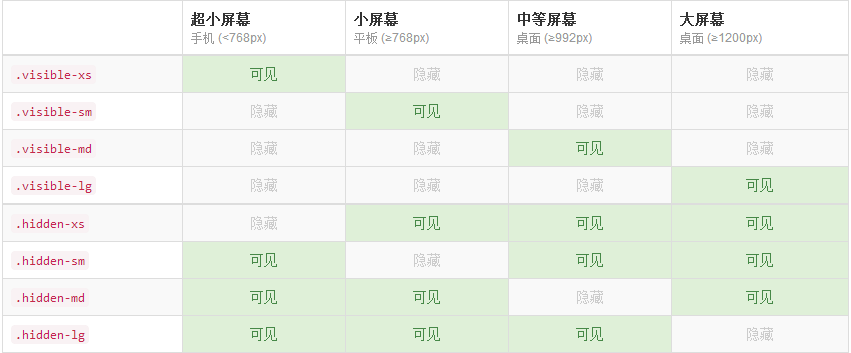 超小屏幕 小屏幕 中等屏幕 大屏幕
手机 (<768px) 平板 (≥768px) 桌面 (≥992px) 桌面 (≥1200px)
.visible-xs 可见 隐藏 隐藏 隐藏
.visible-sm 隐藏 可见 隐藏 隐藏
.visible-md 隐藏 隐藏 可见 隐藏
.visible-lg 隐藏 隐藏 隐藏 可见
.hidden-xs 隐藏 可见 可见 可见
.hidden-sm 可见 隐藏 可见 可见
.hidden-md 可见 可见 隐藏 可见
.hidden-lg 可见 可见 可见 隐藏